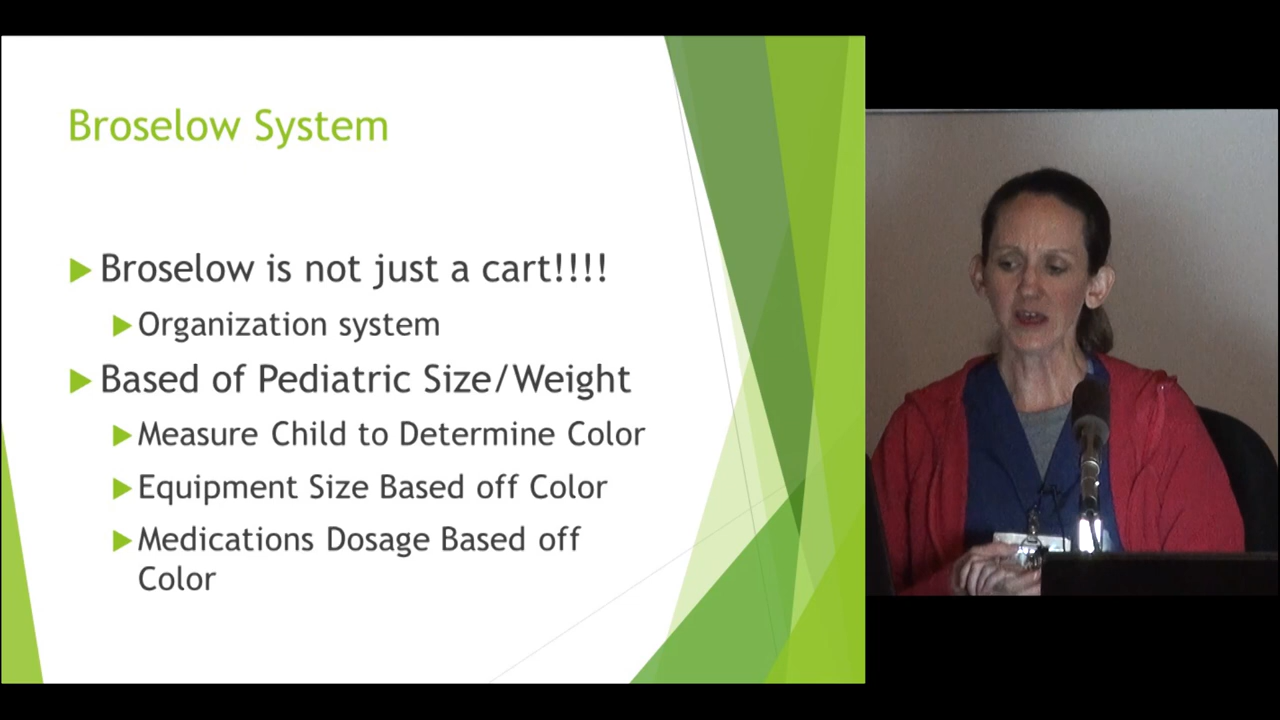 Broselow System
Broselow is not just a cart!!!!
Organization system
Based of Pediatric Size/Weight
Measure Child to Determine Color
Equipment Size Based off Color
Medications Dosage Based off
Color